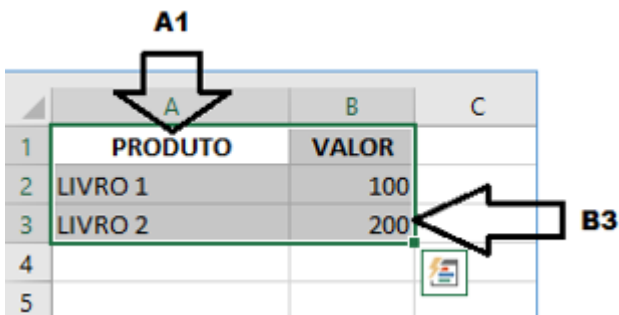 A1
A B C
1 PRODUTO VALOR
2 LIVRO 1 100
3 LIVRO 2 200
B3
4
5